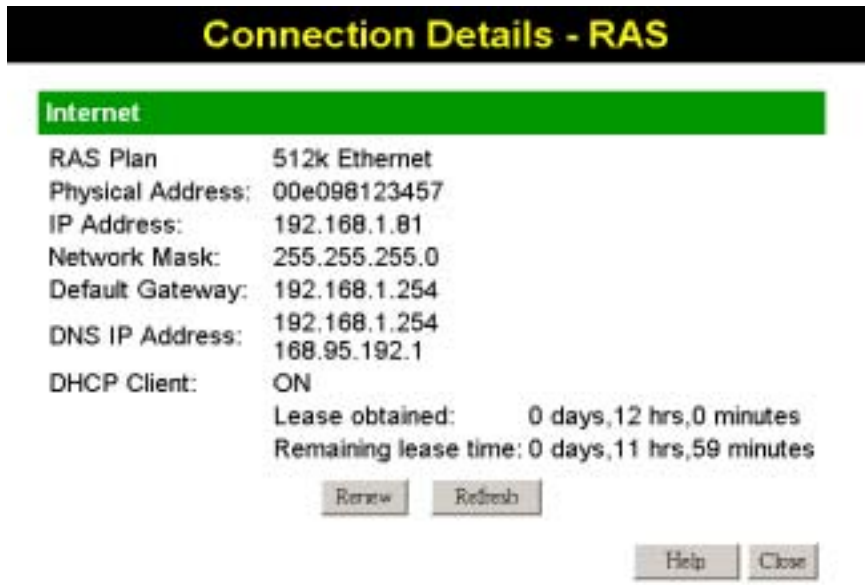 Connection Details - RAS
Internet
RAS Plan 512k Ethernet
Physical Address: 00e098123457
IP Address: 192.168.1.81
Network Mask: 255.255.255.0
Default Gateway: 192.168.1.254
DNS IP Address: 192.168.1.254
168.95.192.1
DHCP Client: ON
Lease obtained: 0 days,12 hrs,0 minutes
Remaining lease time: 0 days,11 hrs,59 minutes
Renew Refresh
Help Close